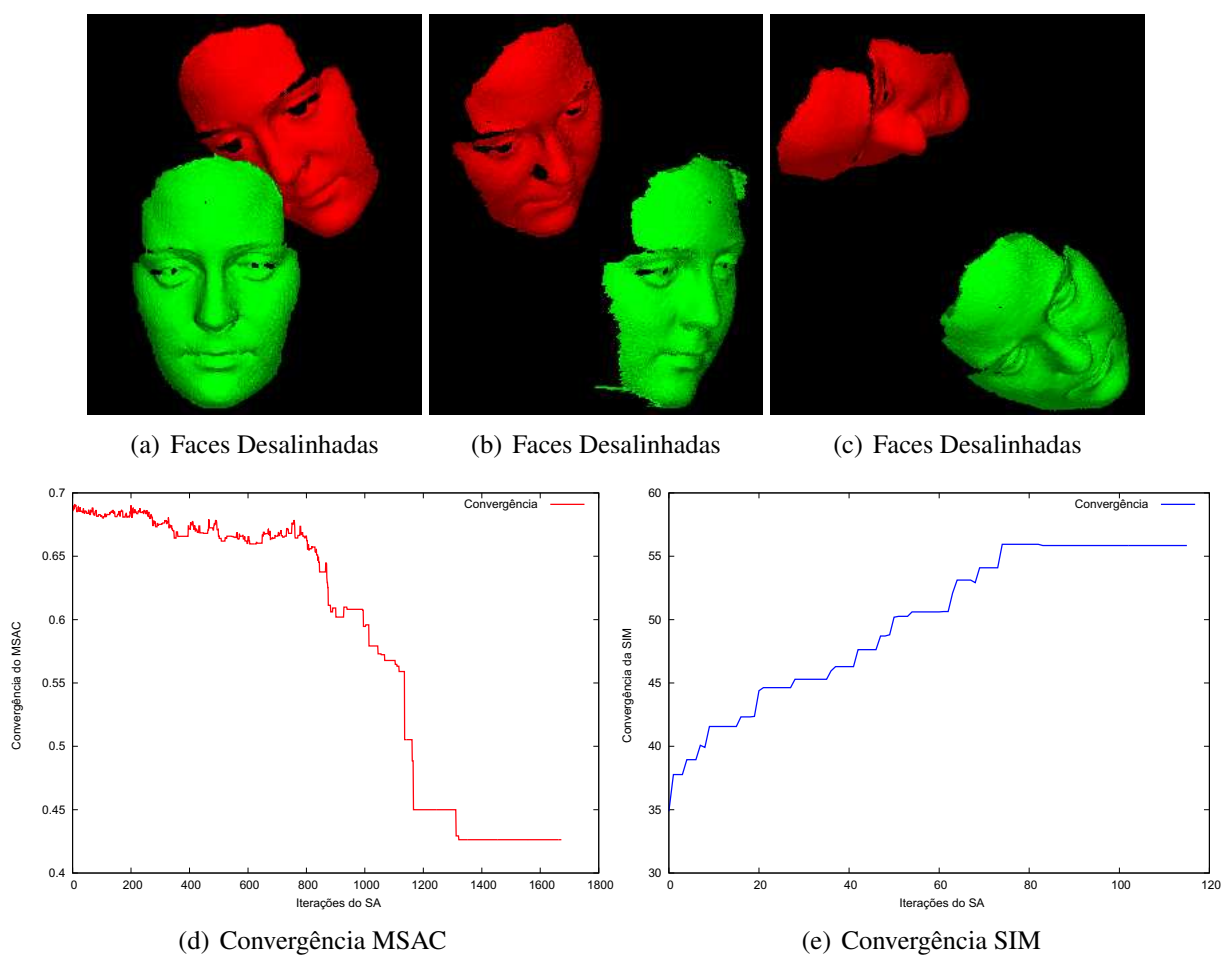 (a) Faces Desalinhadas
(b) Faces Desalinhadas
(c) Faces Desalinhadas
Convergência do MSAC
0.7
0.65
0.6
0.55
0.5
0.45
0.4
Convergência
0 200 400 600 800 1000 1200 1400 1600 1800
Iterações do SA
(d) Convergência MSAC
Convergência da SIM
60
55
50
45
40
35
30
Convergência
0 20 40 60 80 100 120
Iterações do SA
(e) Convergência SIM